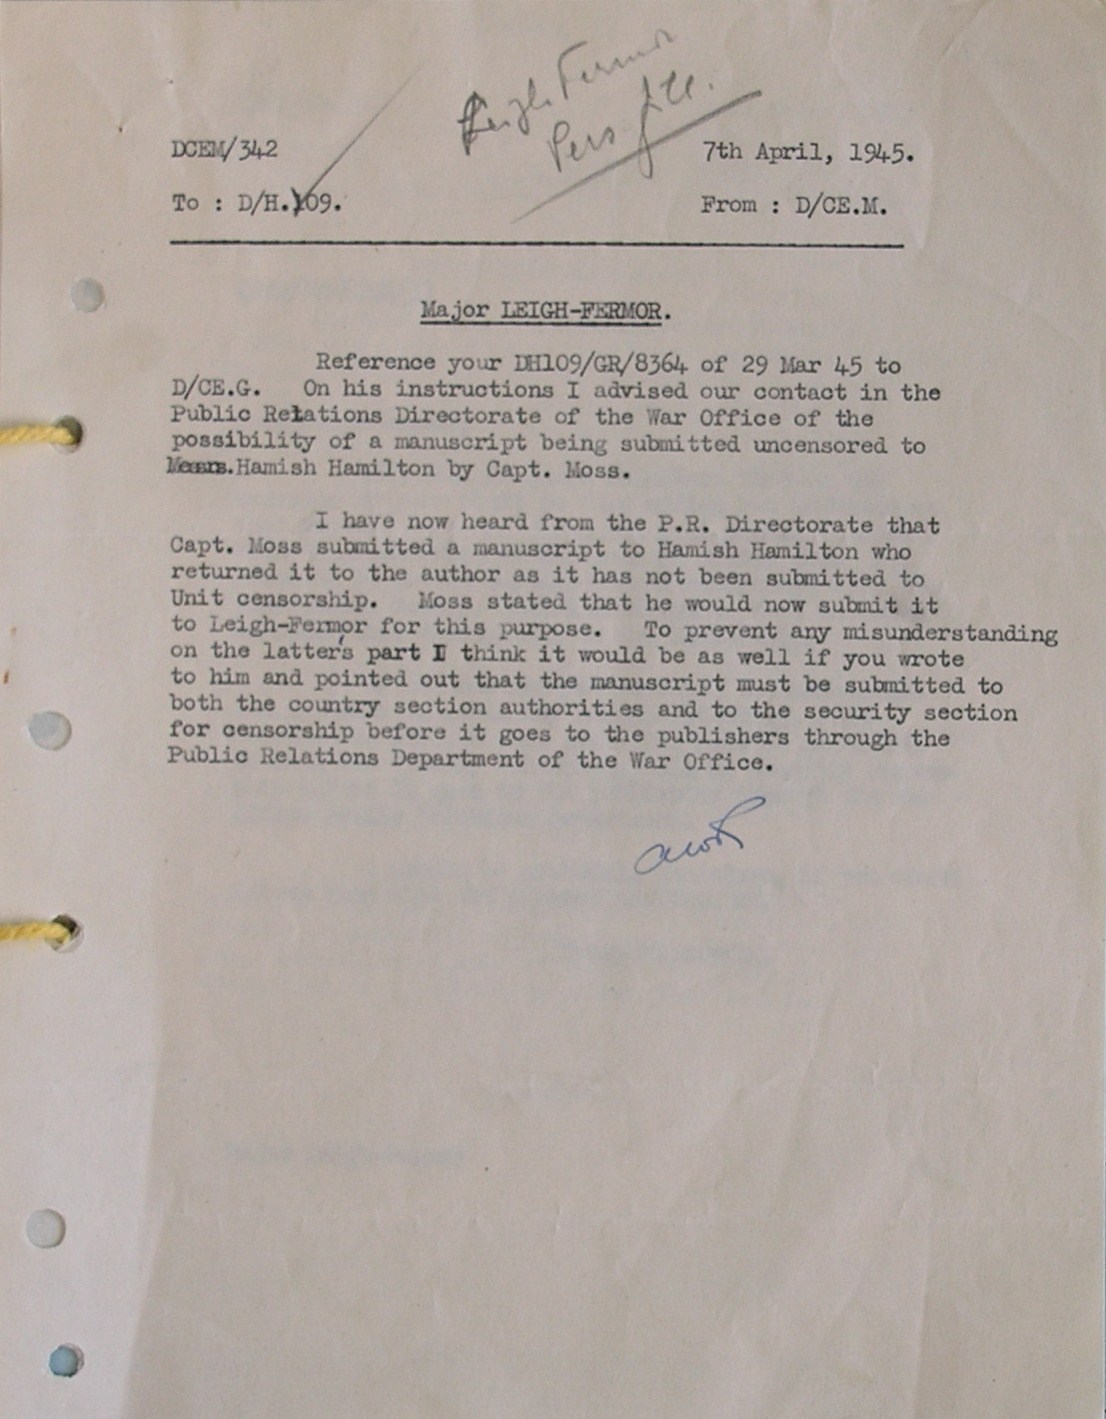 Leigh Fermor
Pers file.
DCEM/342
7th April, 1945.
To : D/H.109.
From : D/CE.M.
Major LEIGH-FERMOR.
Reference your DH109/GR/8364 of 29 Mar 45 to
D/CE.G. On his instructions I advised our contact in the
Public Relations Directorate of the War Office of the
possibility of a manuscript being submitted uncensored to
Hamish Hamilton by Capt. Moss.
I have now heard from the P.R. Directorate that
Capt. Moss submitted a manuscript to Hamish Hamilton who
returned it to the author as it has not been submitted to
Unit censorship. Moss stated that he would now submit it
to Leigh-Fermor for this purpose. To prevent any misunderstanding
on the latter's part I think it would be as well if you wrote
to him and pointed out that the manuscript must be submitted to
both the country section authorities and to the security section
for censorship before it goes to the publishers through the
Public Relations Department of the War Office.